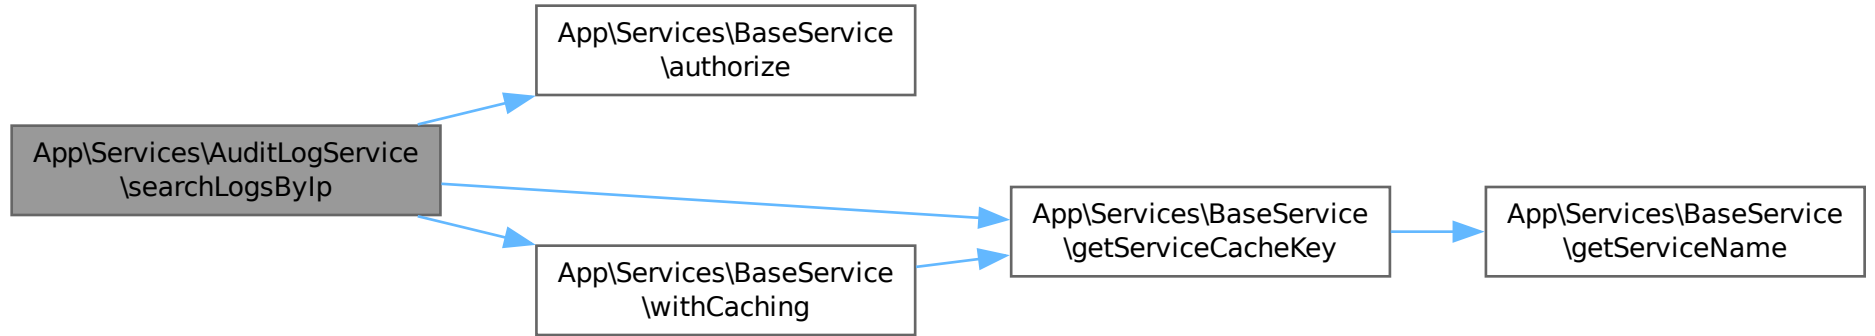 App\Services\BaseService
\authorize
App\Services\AuditLogService
\searchLogsByIp
App\Services\BaseService
\getServiceCacheKey
App\Services\BaseService
\getServiceName
App\Services\BaseService
\withCaching